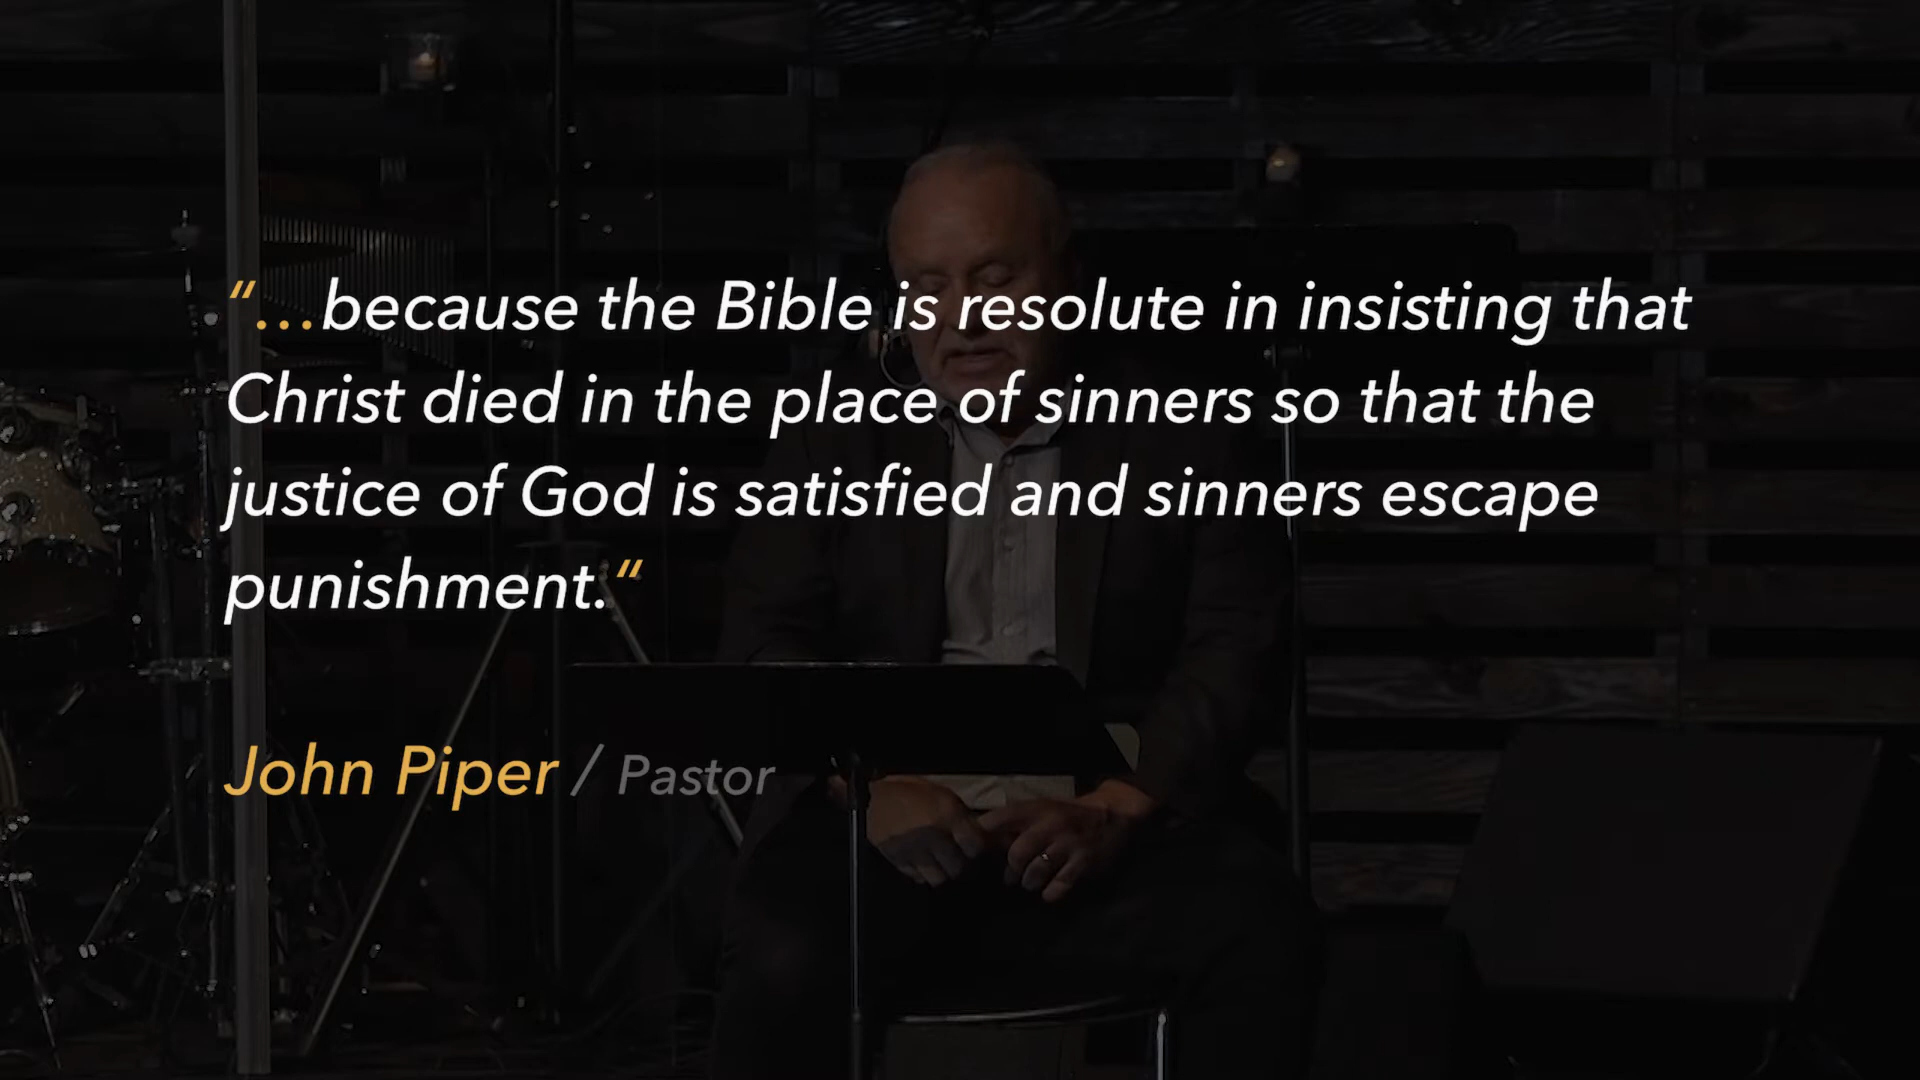 “…because the Bible is resolute in insisting that
Christ died in the place of sinners so that the
justice of God is satisfied and sinners escape
punishment.“
John Piper / Pastor